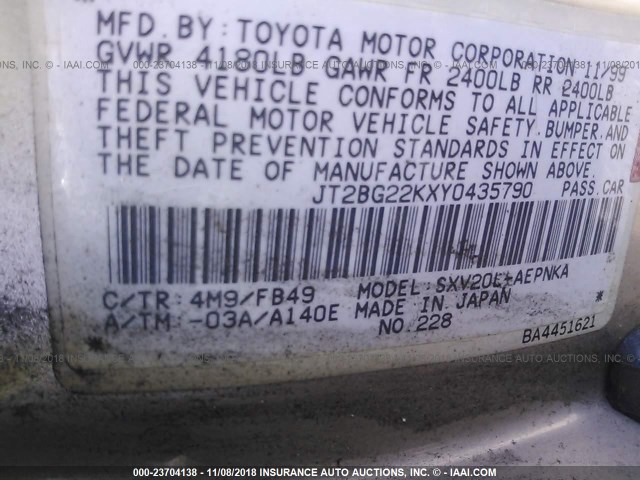 MFD. BY: TOYOTA MOTOR CORPORATION 11/99
GVWR 4180LB GAWR FR 2400LB RR 2400LB
THIS VEHICLE CONFORMS TO ALL APPLICABLE
FEDERAL MOTOR VEHICLE SAFETY, BUMPER, AND
THEFT PREVENTION STANDARDS IN EFFECT ON
THE DATE OF MANUFACTURE SHOWN ABOVE.
JT2BG22KXY0435790 PASS. CAR
C/TR: 4M9/FB49 MODEL: SXV20L-AEPNKA
A/TM: -03A/A140E MADE IN JAPAN
NO. 228 BA4451621
000-23704138 - 11/08/2018 INSURANCE AUTO AUCTIONS, INC. - © - IAAI.COM